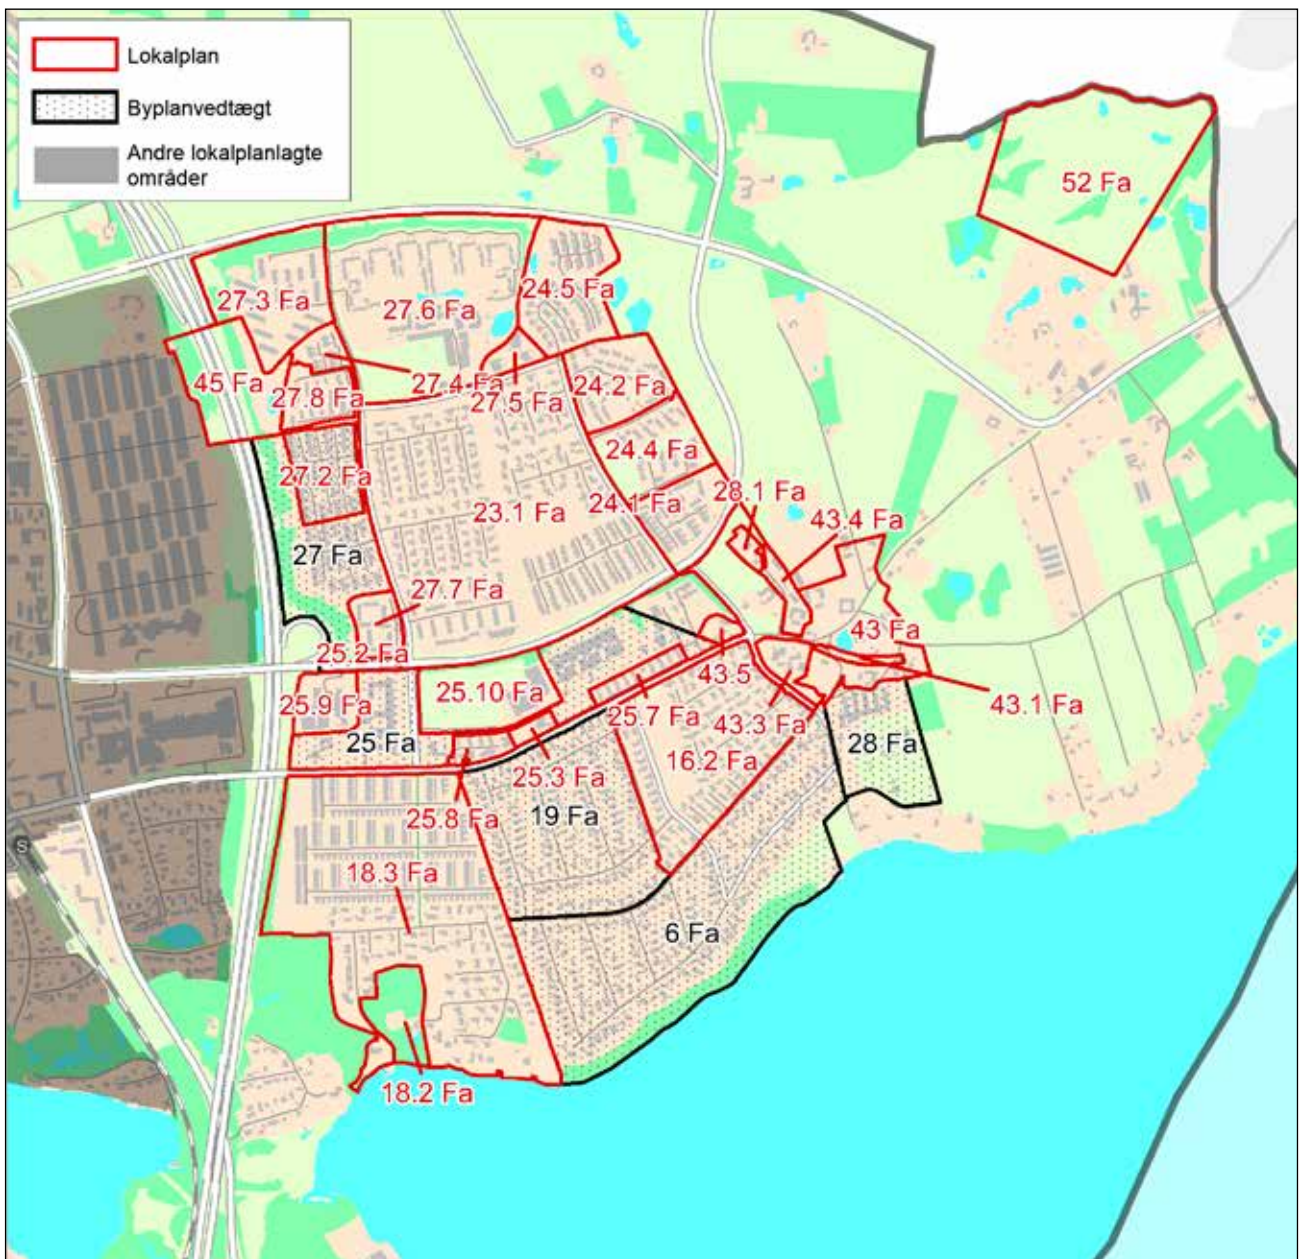 Lokalplan
Byplanvedtægt
Andre lokalplanlagte
områder
52 Fa
27.3 Fa
27.6 Fa
24.5 Fa
45 Fa
27.8 Fa
27.4 Fa
27.5 Fa
24.2 Fa
27.2 Fa
24.4 Fa
23.1 Fa
24.1 Fa
28.1 Fa
43.4 Fa
27 Fa
27.7 Fa
43 Fa
25.2 Fa
43.5
25.10 Fa
25.9 Fa
25.7 Fa
43.3 Fa
43.1 Fa
25 Fa
28 Fa
16.2 Fa
25.3 Fa
25.8 Fa
19 Fa
S
18.3 Fa
6 Fa
18.2 Fa